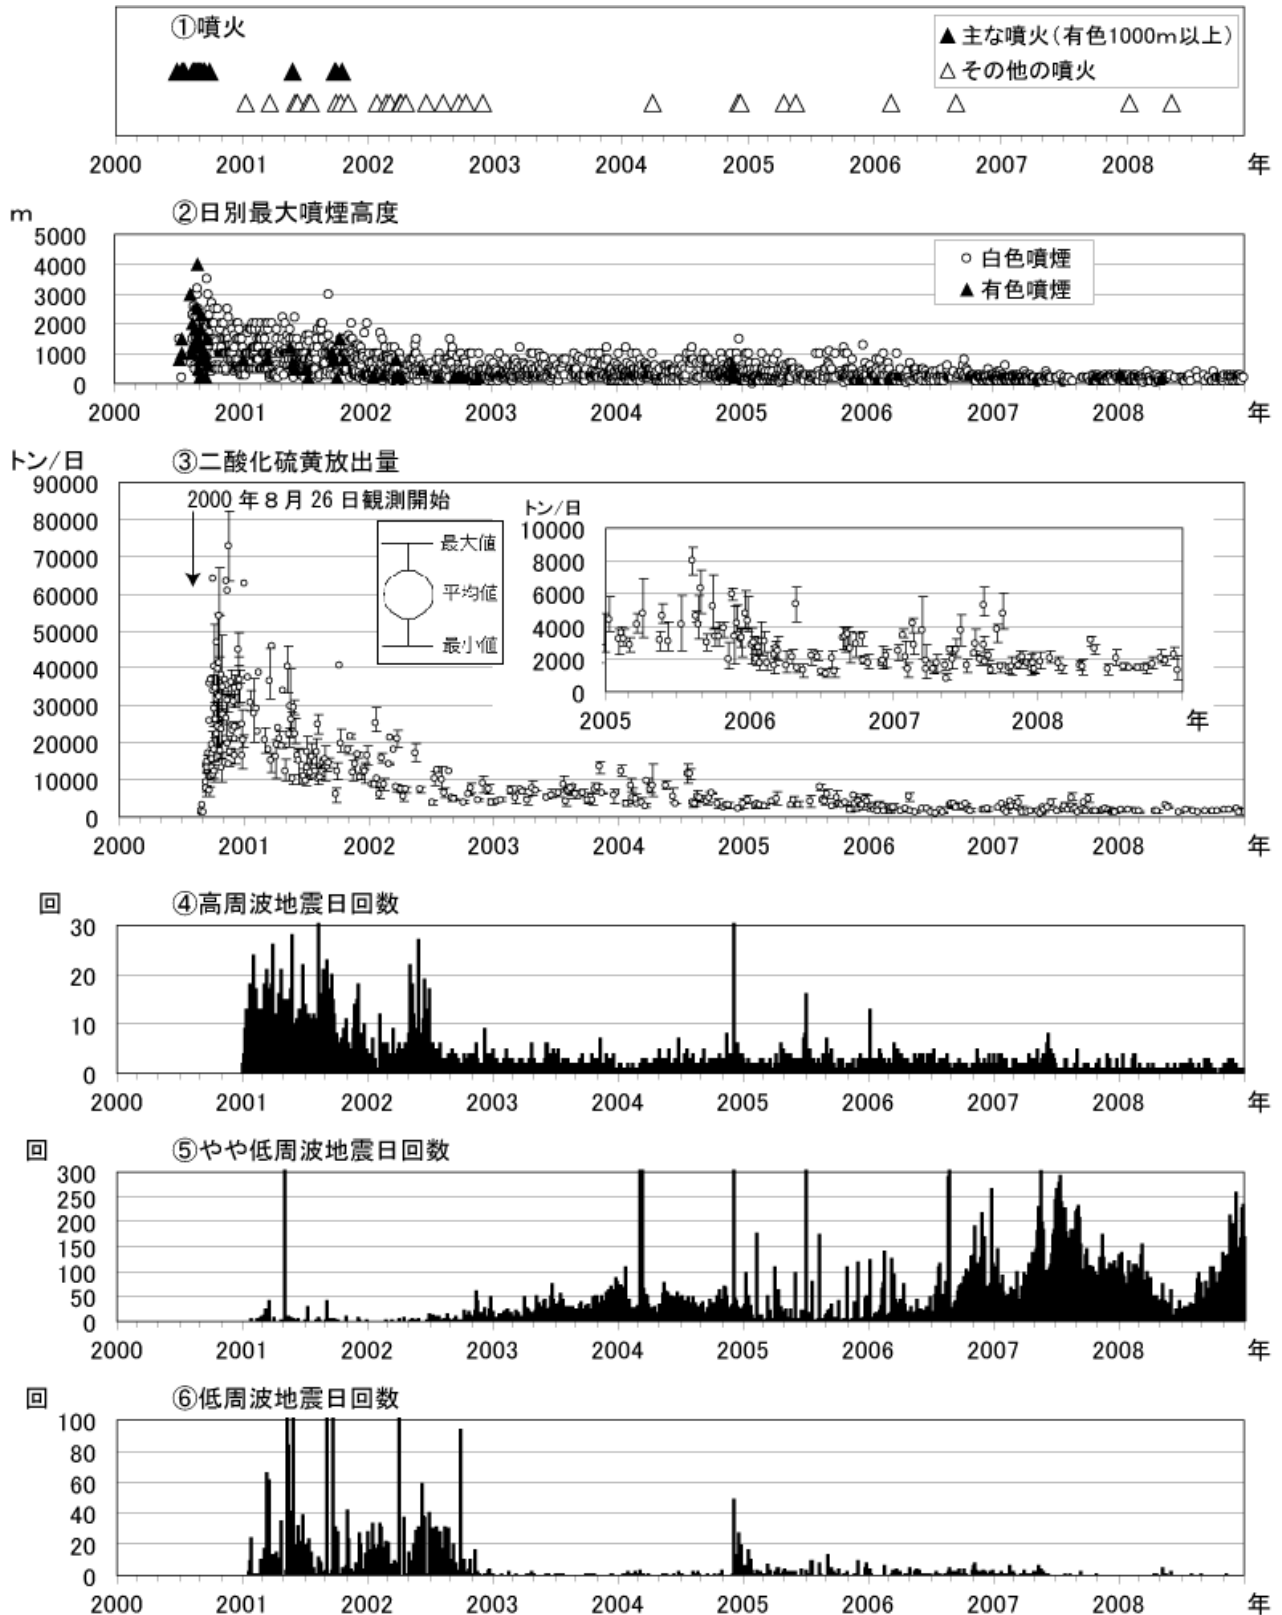 ①噴火
▲ 主な噴火(有色1000m以上)
△ その他の噴火
2000 2001 2002 2003 2004 2005 2006 2007 2008 年
m ②日別最大噴煙高度
5000
4000
3000
2000
1000
0
○ 白色噴煙
▲ 有色噴煙
2000 2001 2002 2003 2004 2005 2006 2007 2008 年
トン/日 ③二酸化硫黄放出量
90000
80000
70000
60000
50000
40000
30000
20000
10000
0
2000年8月26日観測開始
最大値
平均値
最小値
トン/日
10000
8000
6000
4000
2000
0
2005 2006 2007 2008 年
2000 2001 2002 2003 2004 2005 2006 2007 2008 年
回 ④高周波地震日回数
30
20
10
0
2000 2001 2002 2003 2004 2005 2006 2007 2008 年
回 ⑤やや低周波地震日回数
300
250
200
150
100
50
0
2000 2001 2002 2003 2004 2005 2006 2007 2008 年
回 ⑥低周波地震日回数
100
80
60
40
20
0
2000 2001 2002 2003 2004 2005 2006 2007 2008 年